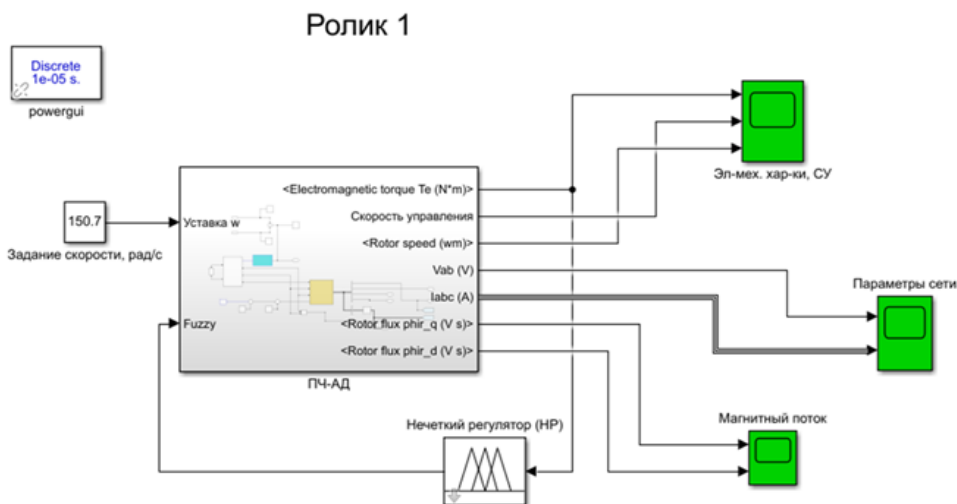 Ролик 1
Discrete
1e-05 s.
powergui
150.7
Задание скорости, рад/с
Уставка w
Fuzzy
<Electromagnetic torque Te (N*m)>
Скорость управления
<Rotor speed (wm)>
Vab (V)
Iabc (A)
<Rotor flux phir_q (V s)>
<Rotor flux phir_d (V s)>
ПЧ-АД
Эл-мех. хар-ки, СУ
Параметры сети
Магнитный поток
Нечеткий регулятор (НР)